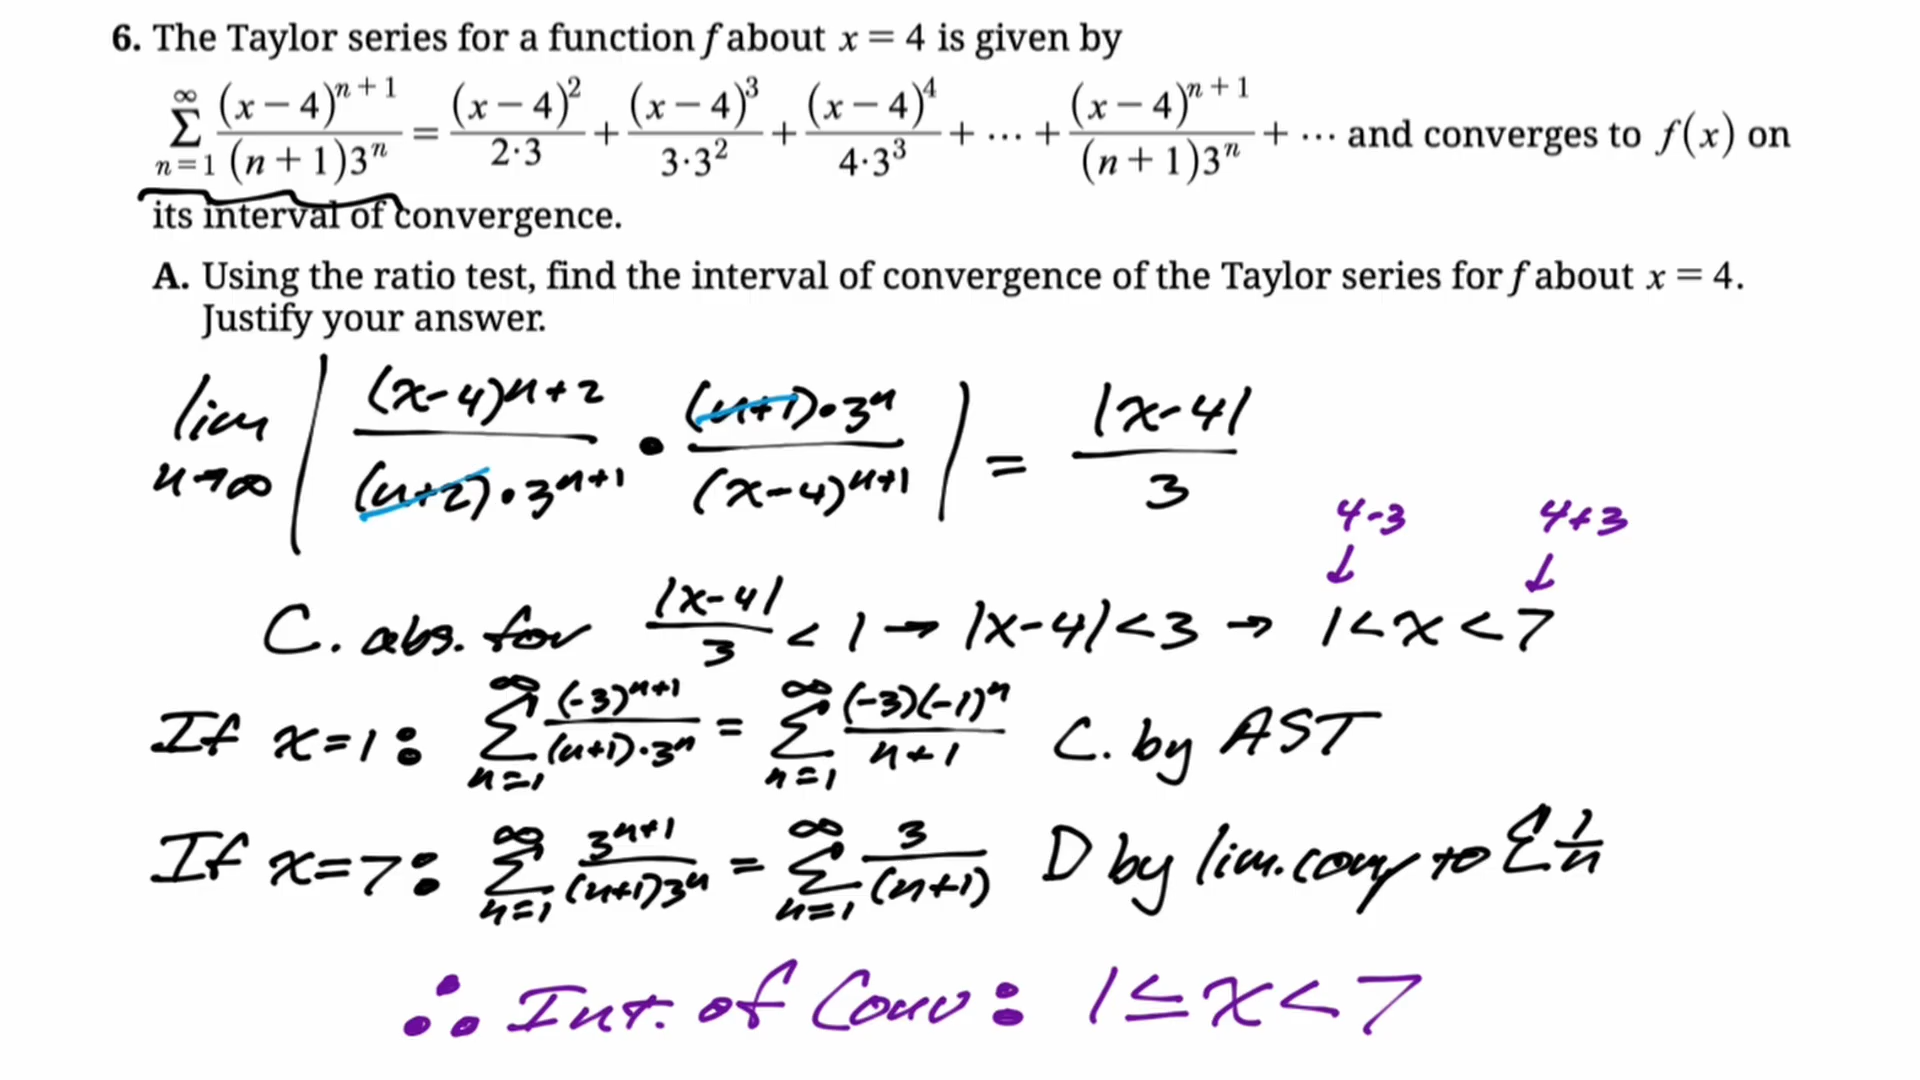 6. The Taylor series for a function f about x = 4 is given by
∞ Σ n=1 (x − 4)^(n+1) / (n+1)3^n = (x − 4)^2 / 2·3 + (x − 4)^3 / 3·3^2 + (x − 4)^4 / 4·3^3 + ··· + (x − 4)^(n+1) / (n+1)3^n + ··· and converges to f(x) on
its interval of convergence.
A. Using the ratio test, find the interval of convergence of the Taylor series for f about x = 4.
Justify your answer.
lim n→∞ | (x-4)^(n+2) / (n+2)·3^(n+1) • (n+1)·3^n / (x-4)^(n+1) | = |x-4| / 3
4-3 4+3
↓ ↓
C. abs. for |x-4| / 3 < 1 → |x-4| < 3 → 1 < x < 7
If x=1: ∞ Σ n=1 (-3)^(n+1) / (n+1)·3^n = ∞ Σ n=1 (-3)(-1)^n / n+1 C. by AST
If x=7: ∞ Σ n=1 3^(n+1) / (n+1)3^n = ∞ Σ n=1 3 / (n+1) D by lim. comp to Σ 1/n
∴ Int. of Conv: 1 ≤ x < 7